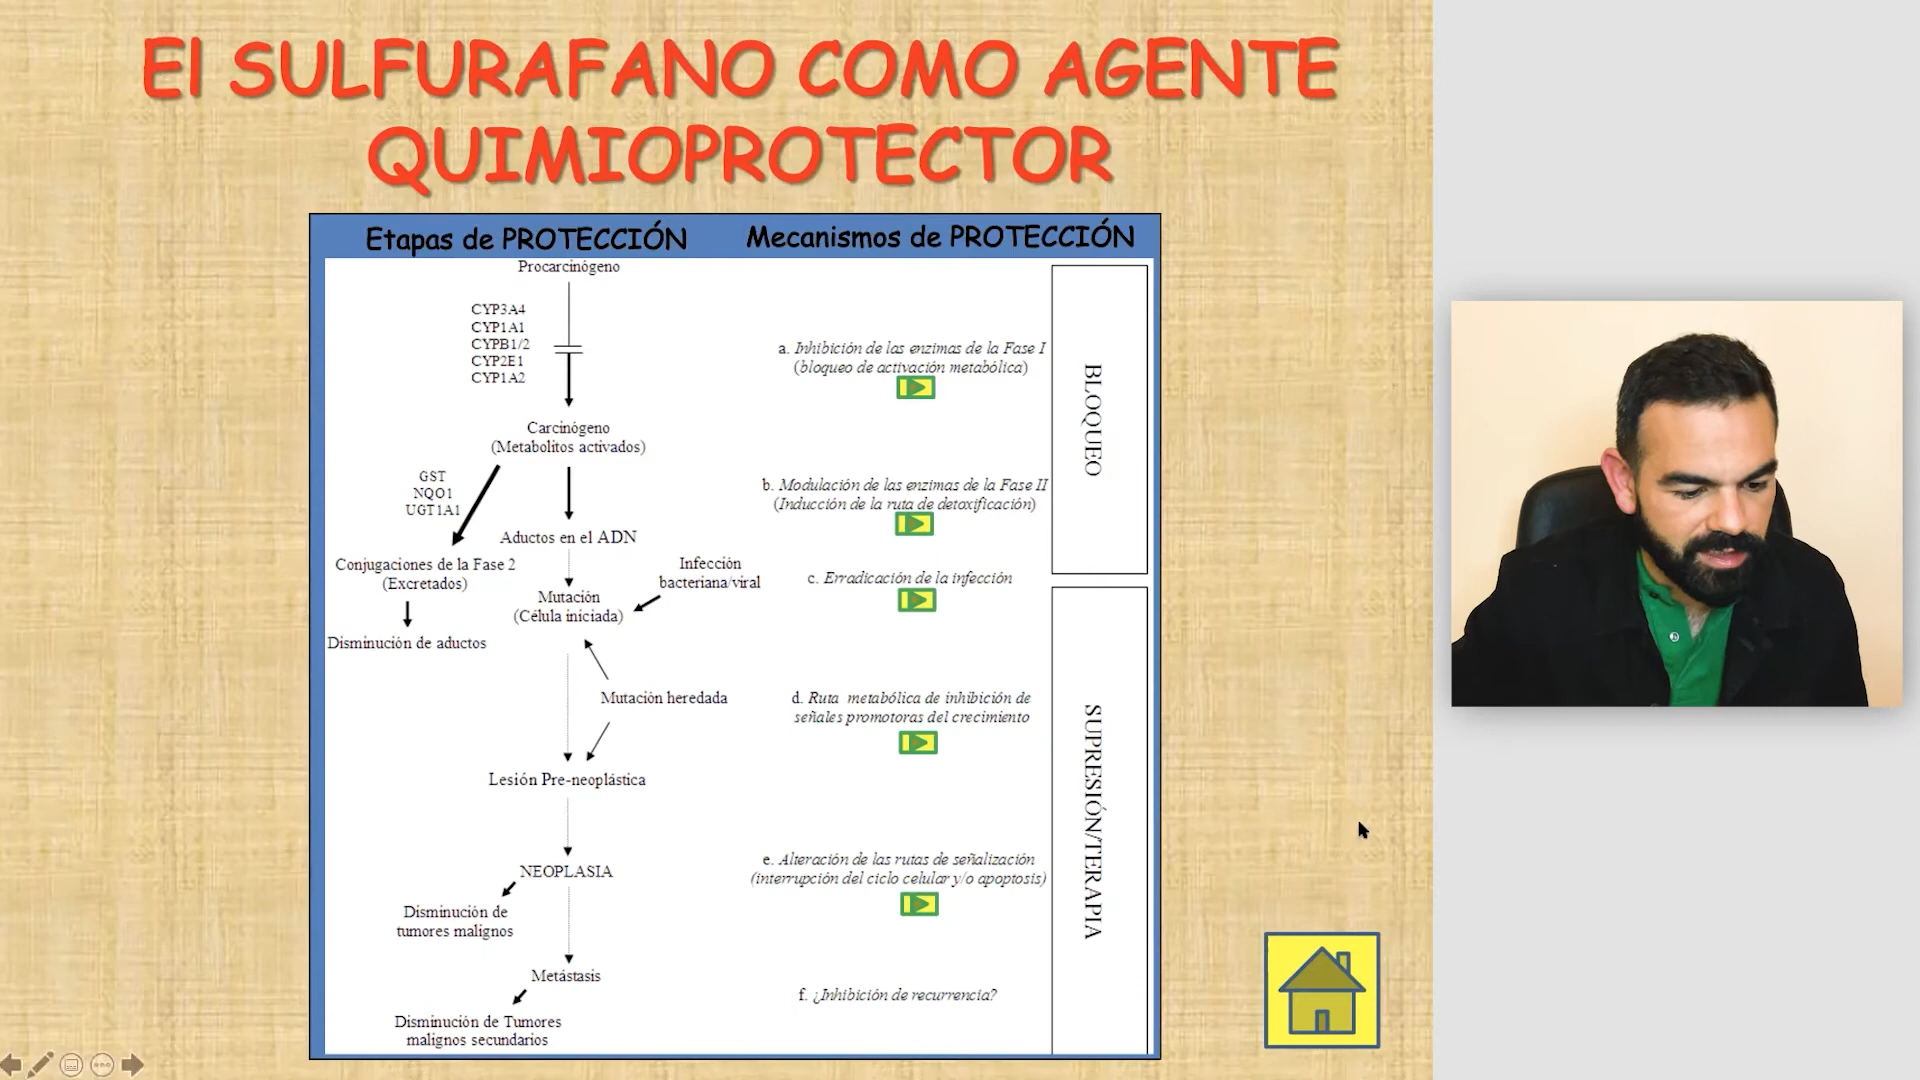 El SULFURAFANO COMO AGENTE
QUIMIOPROTECTOR
Etapas de PROTECCIÓN
Mecanismos de PROTECCIÓN
Procarcinógeno
CYP3A4
CYP1A1
CYPB1/2
CYP2E1
CYP1A2
a. Inhibición de las enzimas de la Fase I
(bloqueo de activación metabólica)
BLOQUEO
Carcinógeno
(Metabolitos activados)
GST
NQO1
UGT1A1
b. Modulación de las enzimas de la Fase II
(Inducción de la ruta de detoxificación)
Aductos en el ADN
Conjugaciones de la Fase 2
(Excretados)
Infección
bacteriana/viral
c. Erradicación de la infección
Mutación
(Célula iniciada)
Disminución de aductos
Mutación heredada
d. Ruta metabólica de inhibición de
señales promotoras del crecimiento
SUPRESIÓN/TERAPIA
Lesión Pre-neoplástica
NEOPLASIA
e. Alteración de las rutas de señalización
(interrupción del ciclo celular y/o apoptosis)
Disminución de
tumores malignos
Metástasis
f. ¿Inhibición de recurrencia?
Disminución de Tumores
malignos secundarios